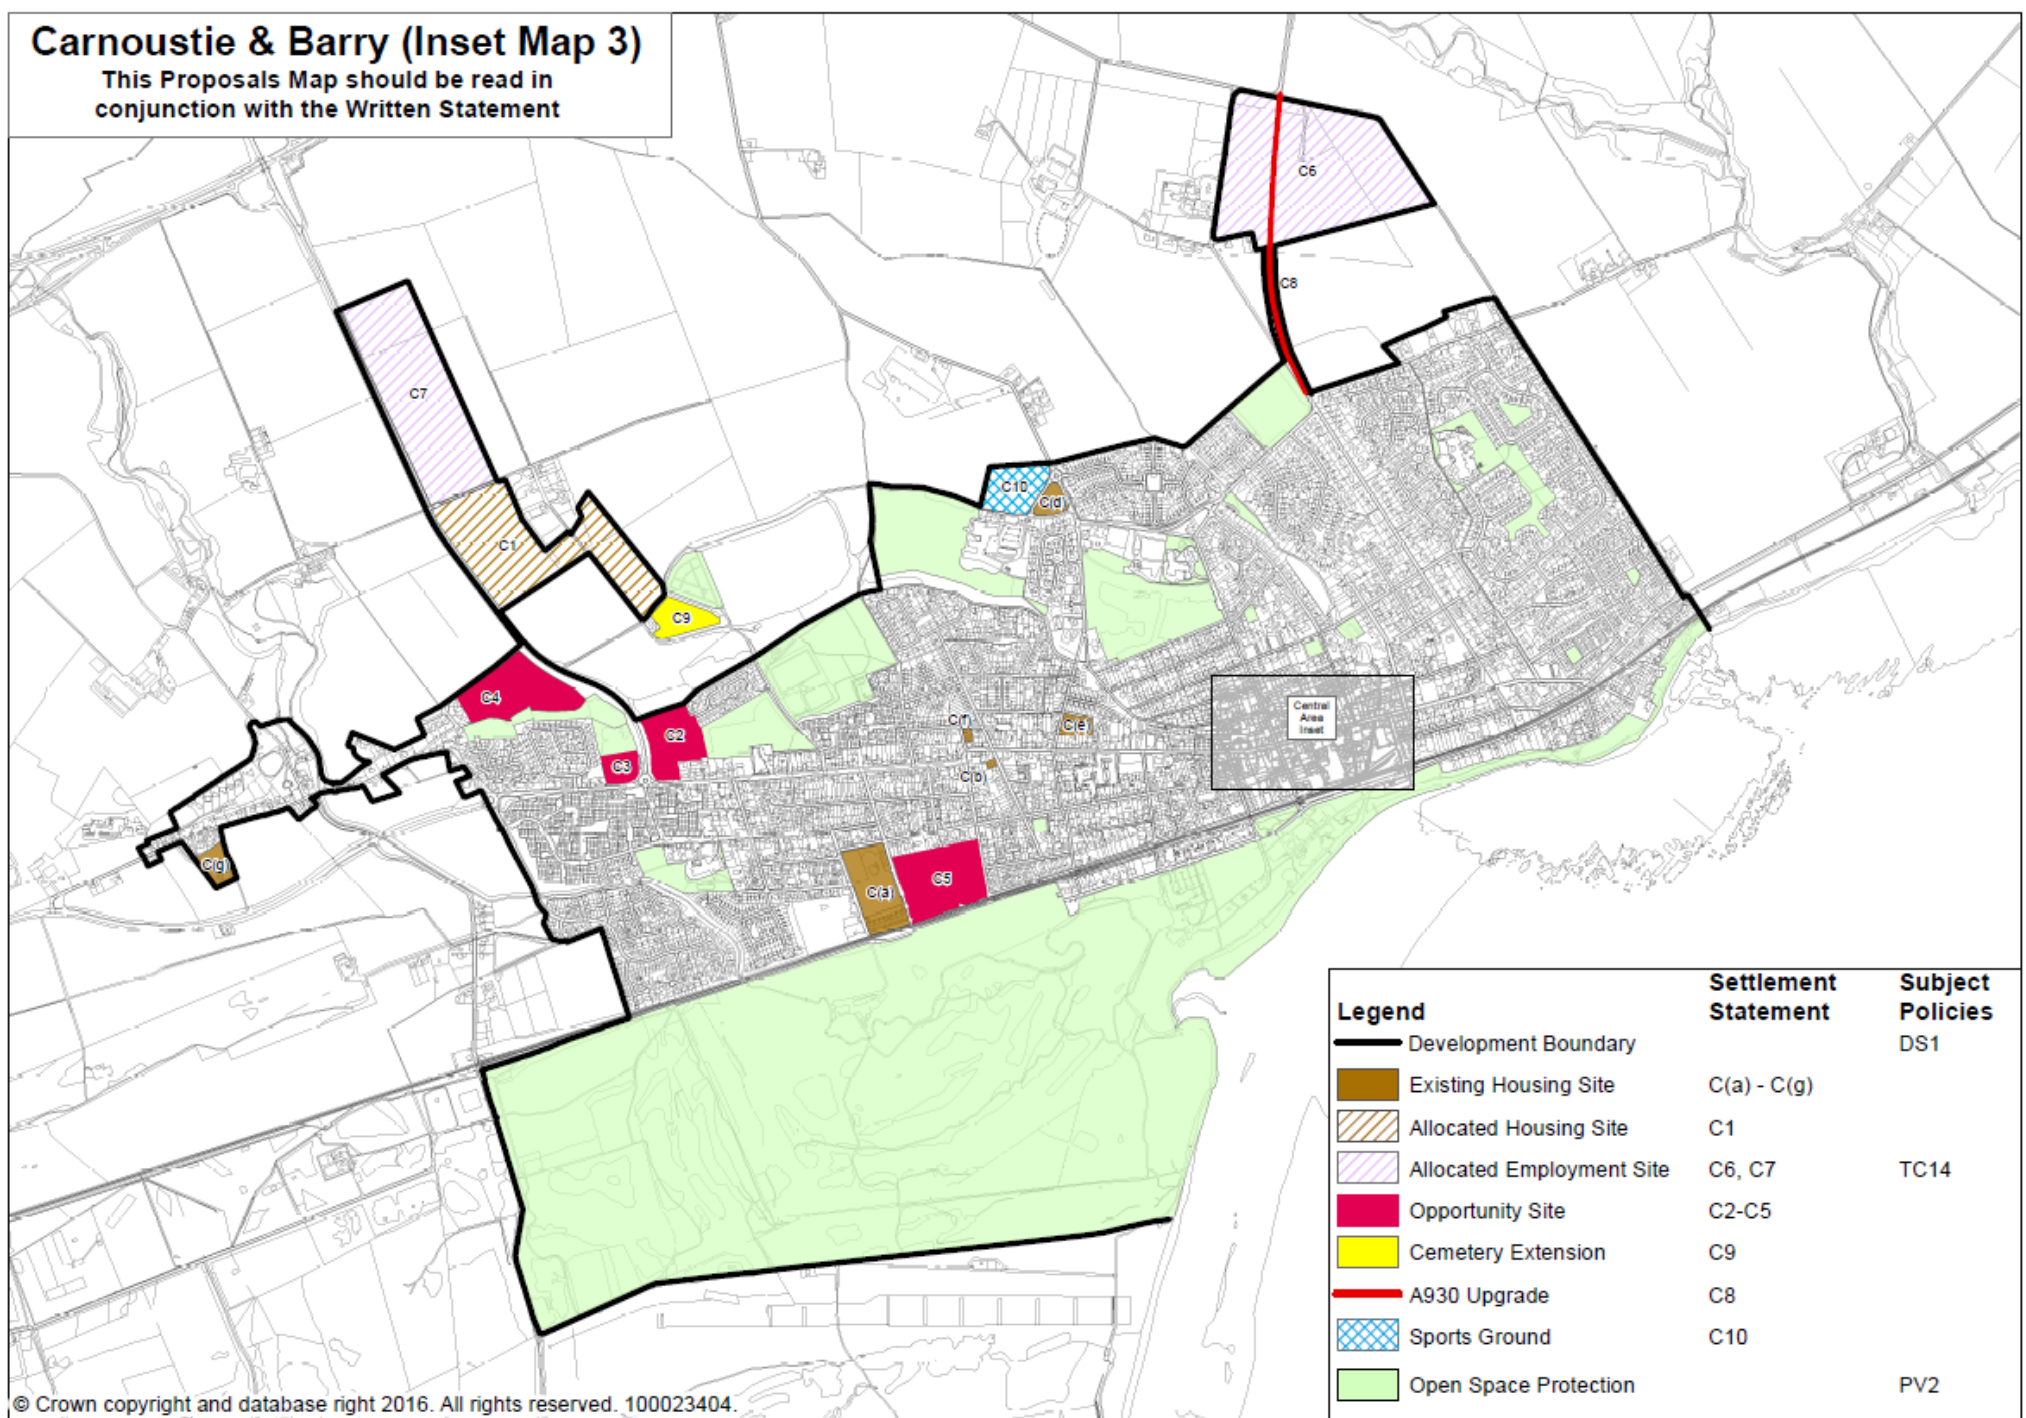 Carnoustie & Barry (Inset Map 3)
This Proposals Map should be read in
conjunction with the Written Statement
C6
C8
C7
C10
C(d)
C1
C9
C4
C2
C3
C(f)
C(e)
C(b)
Central
Area
Inset
C(g)
C(a)
C5
Legend
Settlement
Statement
Subject
Policies
Development Boundary DS1
Existing Housing Site C(a) - C(g)
Allocated Housing Site C1
Allocated Employment Site C6, C7 TC14
Opportunity Site C2-C5
Cemetery Extension C9
A930 Upgrade C8
Sports Ground C10
Open Space Protection PV2
© Crown copyright and database right 2016. All rights reserved. 100023404.